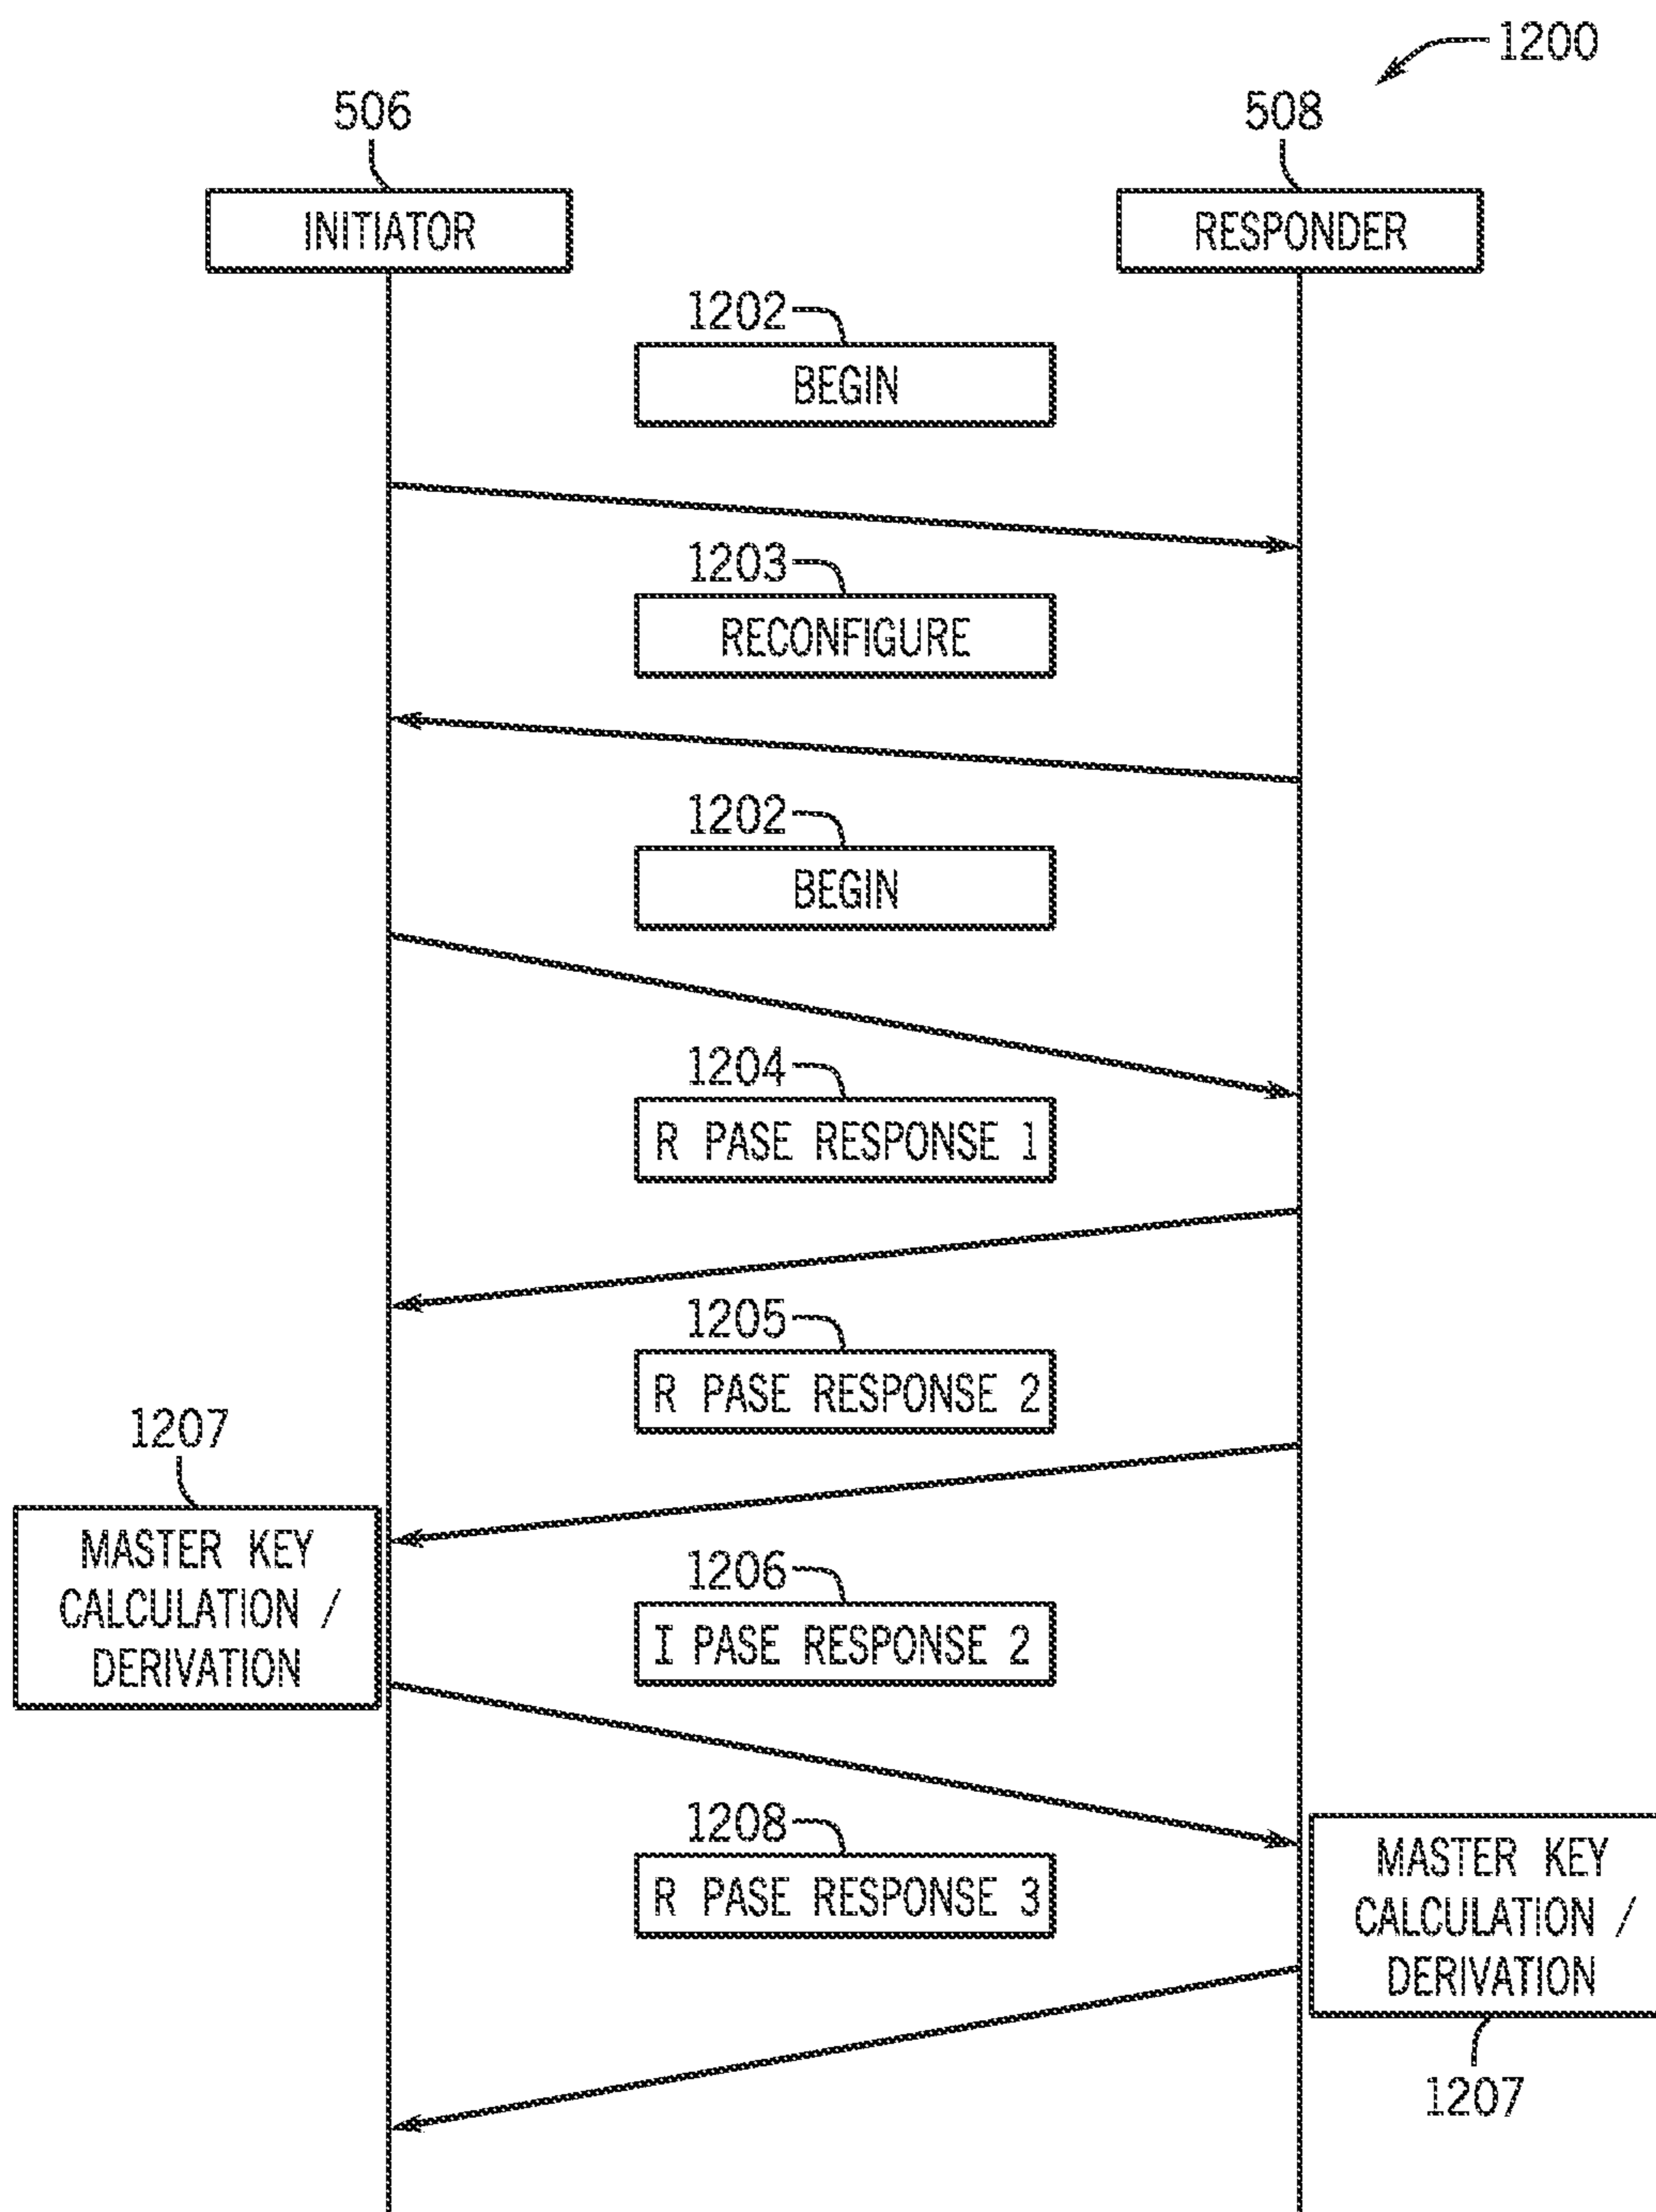 1200
506
508
INITIATOR
RESPONDER
1202
BEGIN
1203
RECONFIGURE
1202
BEGIN
1204
R PASE RESPONSE 1
1205
R PASE RESPONSE 2
1207
MASTER KEY
CALCULATION /
DERIVATION
1206
I PASE RESPONSE 2
1208
R PASE RESPONSE 3
MASTER KEY
CALCULATION /
DERIVATION
1207